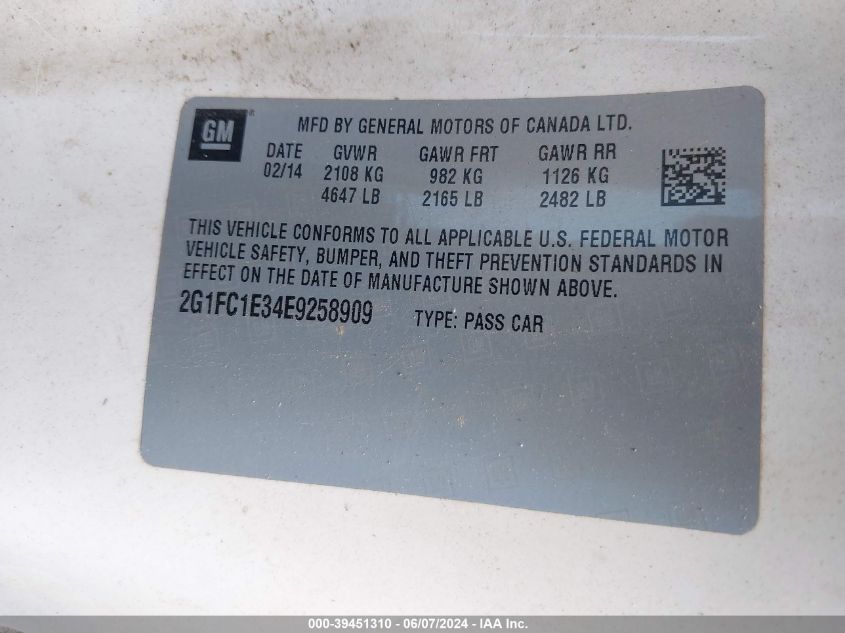 GM ®
MFD BY GENERAL MOTORS OF CANADA LTD.
DATE GVWR GAWR FRT GAWR RR
02/14 2108 KG 982 KG 1126 KG
4647 LB 2165 LB 2482 LB
THIS VEHICLE CONFORMS TO ALL APPLICABLE U.S. FEDERAL MOTOR
VEHICLE SAFETY, BUMPER, AND THEFT PREVENTION STANDARDS IN
EFFECT ON THE DATE OF MANUFACTURE SHOWN ABOVE.
2G1FC1E34E9258909 TYPE: PASS CAR
000-39451310 - 06/07/2024 - IAA Inc.